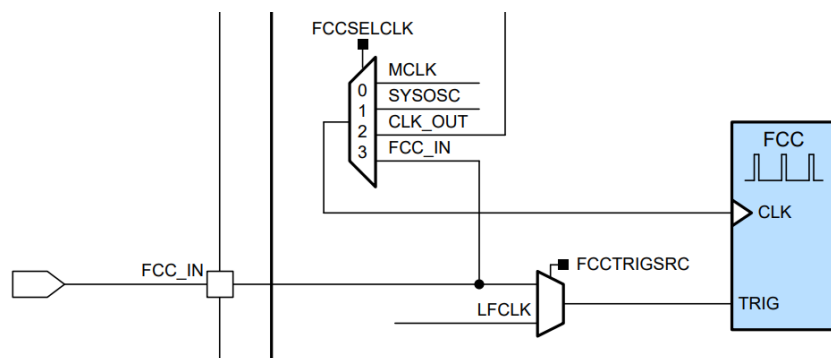 FCCSELCLK
0
1
2
3
MCLK
SYSOSC
CLK_OUT
FCC_IN
FCC
CLK
FCC_IN
FCCTRIGSRC
LFCLK
TRIG